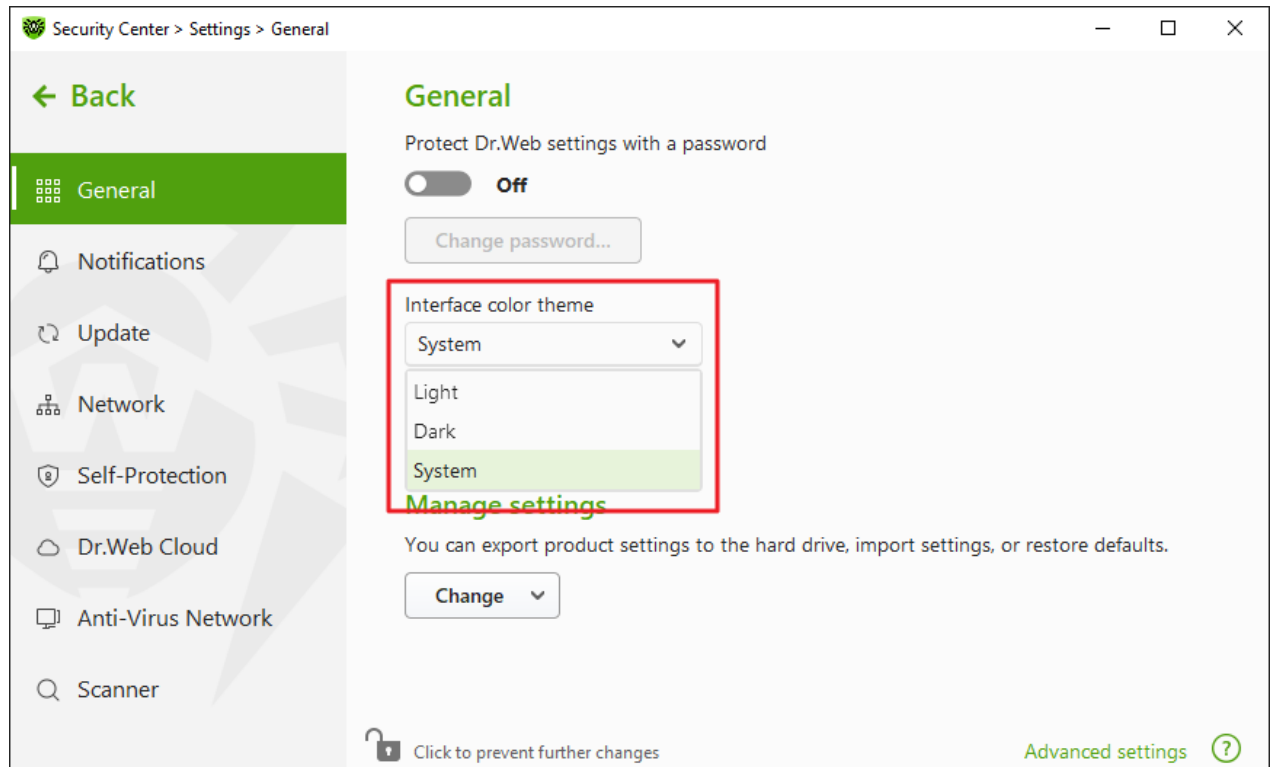 Security Center > Settings > General
Back
General
Notifications
Update
Network
Self-Protection
Dr.Web Cloud
Anti-Virus Network
Scanner
General
Protect Dr.Web settings with a password
Off
Change password...
Interface color theme
System
Light
Dark
System
Manage settings
You can export product settings to the hard drive, import settings, or restore defaults.
Change
Click to prevent further changes
Advanced settings
?